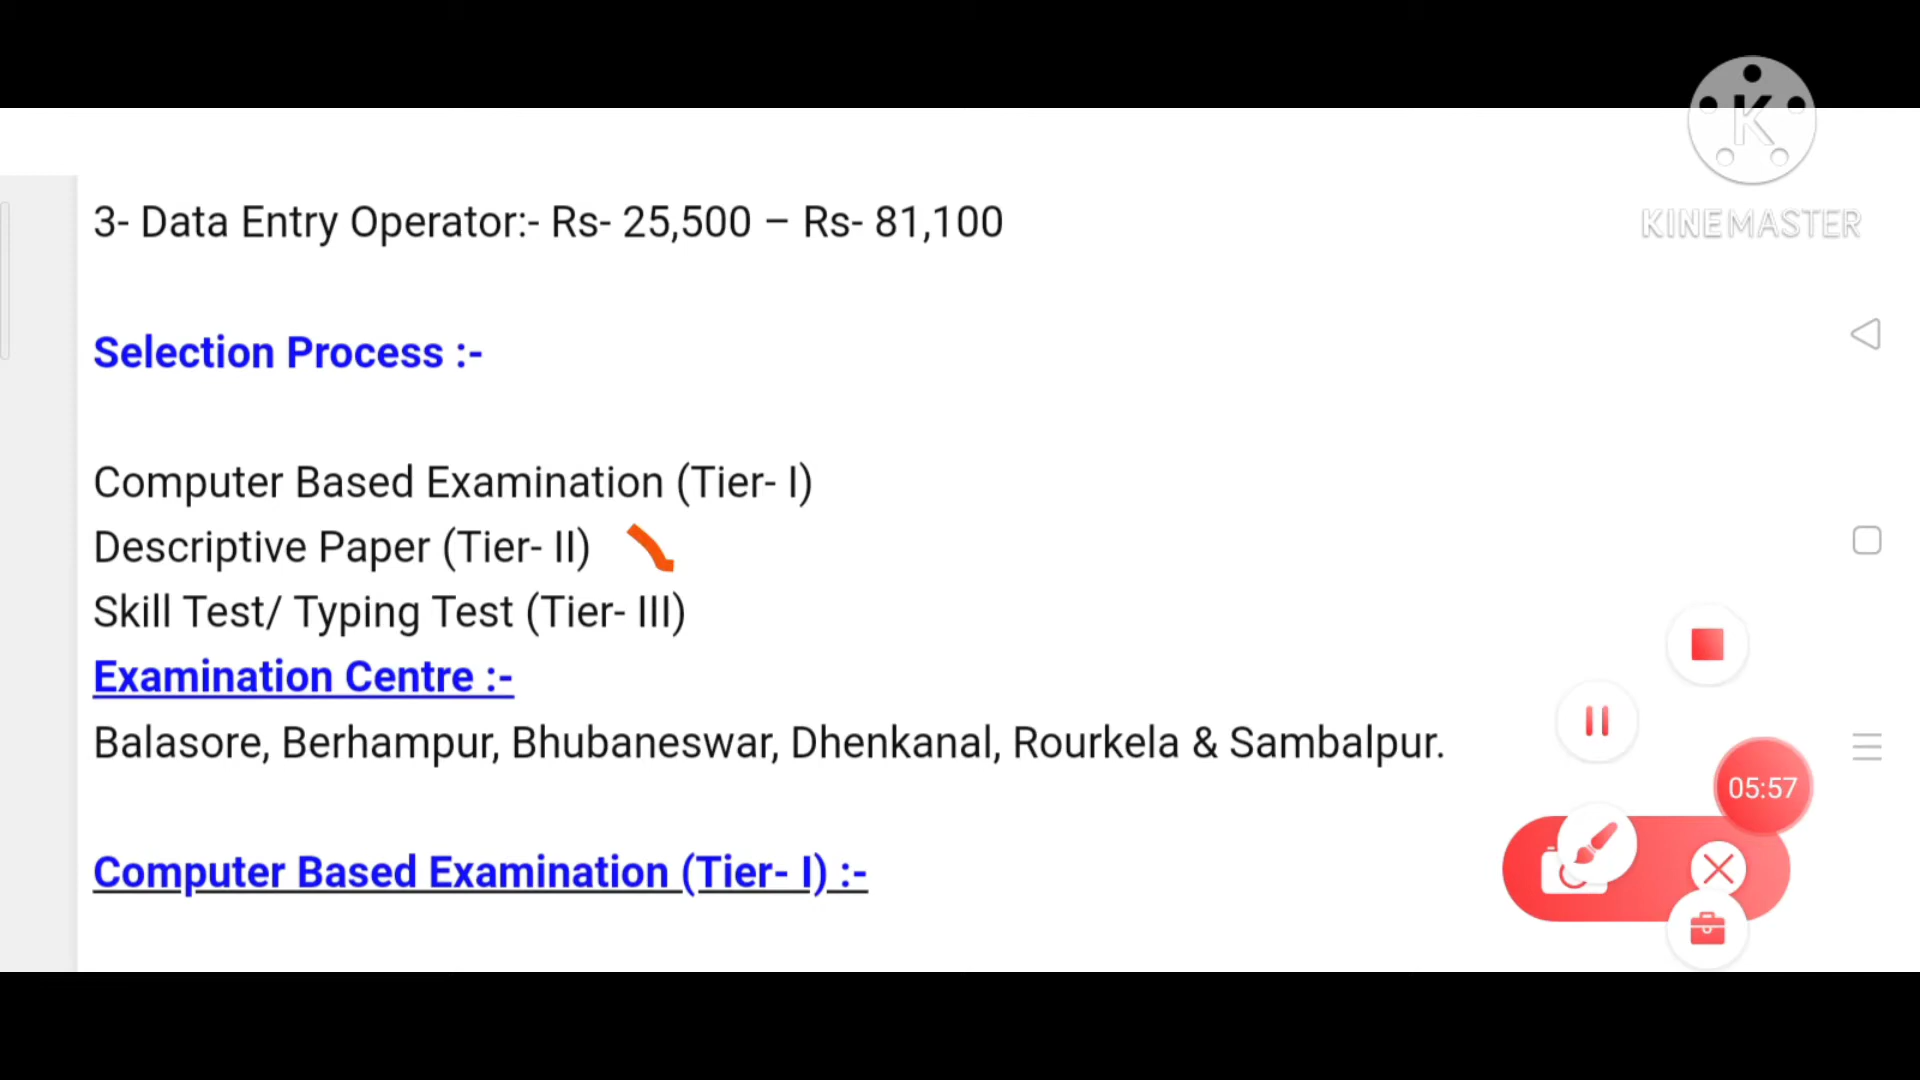 KINEMASTER
3- Data Entry Operator:- Rs- 25,500 – Rs- 81,100
Selection Process :-
Computer Based Examination (Tier- I)
Descriptive Paper (Tier- II)
Skill Test/ Typing Test (Tier- III)
Examination Centre :-
Balasore, Berhampur, Bhubaneswar, Dhenkanal, Rourkela & Sambalpur.
05:57
Computer Based Examination (Tier- I) :-